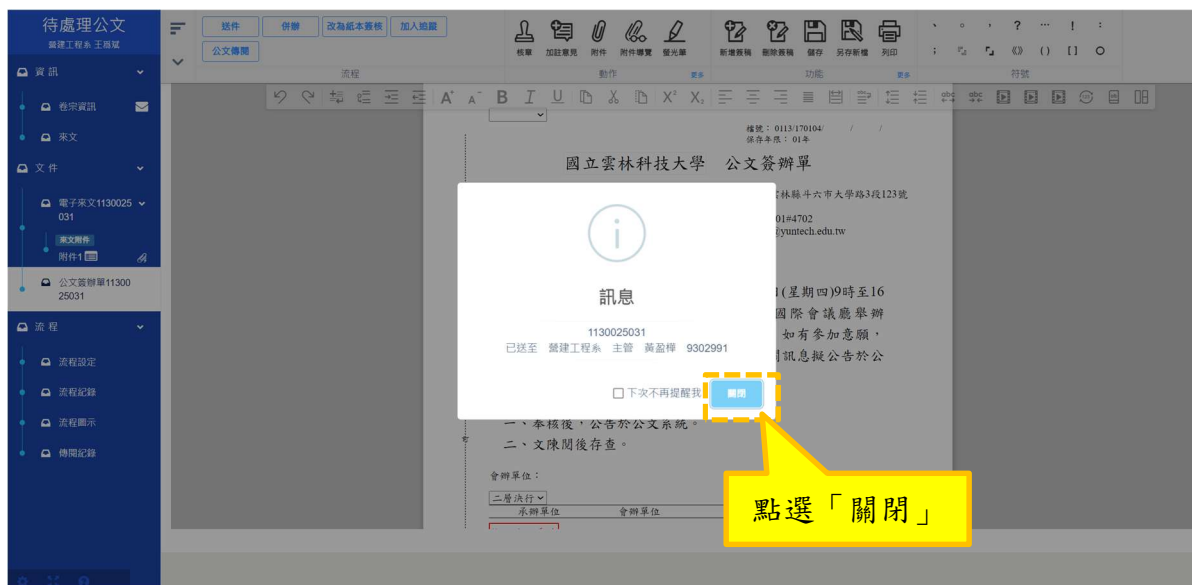 待處理公文
營建工程系 王瀚斌
資訊
卷宗資訊
來文
文件
電子來文1130025
031
來文附件
附件1
公文簽辦單11300
25031
流程
流程設定
流程記錄
流程圖示
傳閱記錄
送件
併辦
改為紙本簽核
加入追蹤
公文傳閱
流程
核章
加註意見
附件
附件導覽
螢光筆
動作
更多
新增簽稿
刪除簽稿
儲存
另存新檔
列印
功能
更多
、 。 , ? … ! :
; 『』 「」 《》 () [] ○
符號
檔號:0113/170104/ / /
保存年限:01年
國立雲林科技大學 公文簽辦單
雲林縣斗六市大學路3段123號
01#4702
@yuntech.edu.tw
(星期四)9時至16
國際會議廳舉辦
如有參加意願,
訊息擬公告於公
訊息
1130025031
已送至 營建工程系 主管 黃盈樺 9302991
下次不再提醒我
關閉
一、奉核後,公告於公文系統。
二、文陳閱後存查。
訂
會辦單位:
二層決行
承辦單位 會辦單位
點選「關閉」